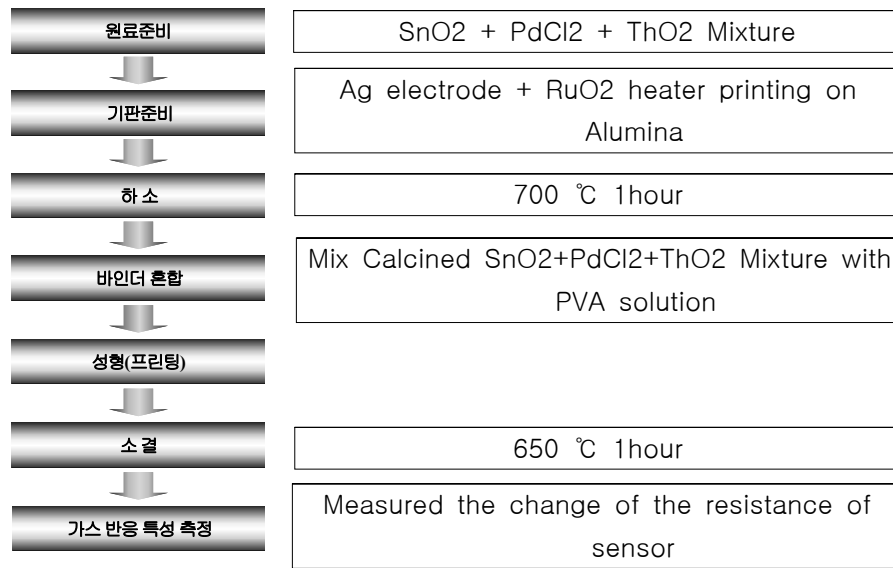 원료준비
SnO2 + PdCl2 + ThO2 Mixture
기판준비
Ag electrode + RuO2 heater printing on
Alumina
하 소
700 ℃ 1hour
바인더 혼합
Mix Calcined SnO2+PdCl2+ThO2 Mixture with
PVA solution
성형(프린팅)
소 결
650 ℃ 1hour
가스 반응 특성 측정
Measured the change of the resistance of
sensor